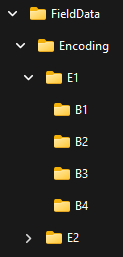 FieldData
Encoding
E1
B1
B2
B3
B4
E2